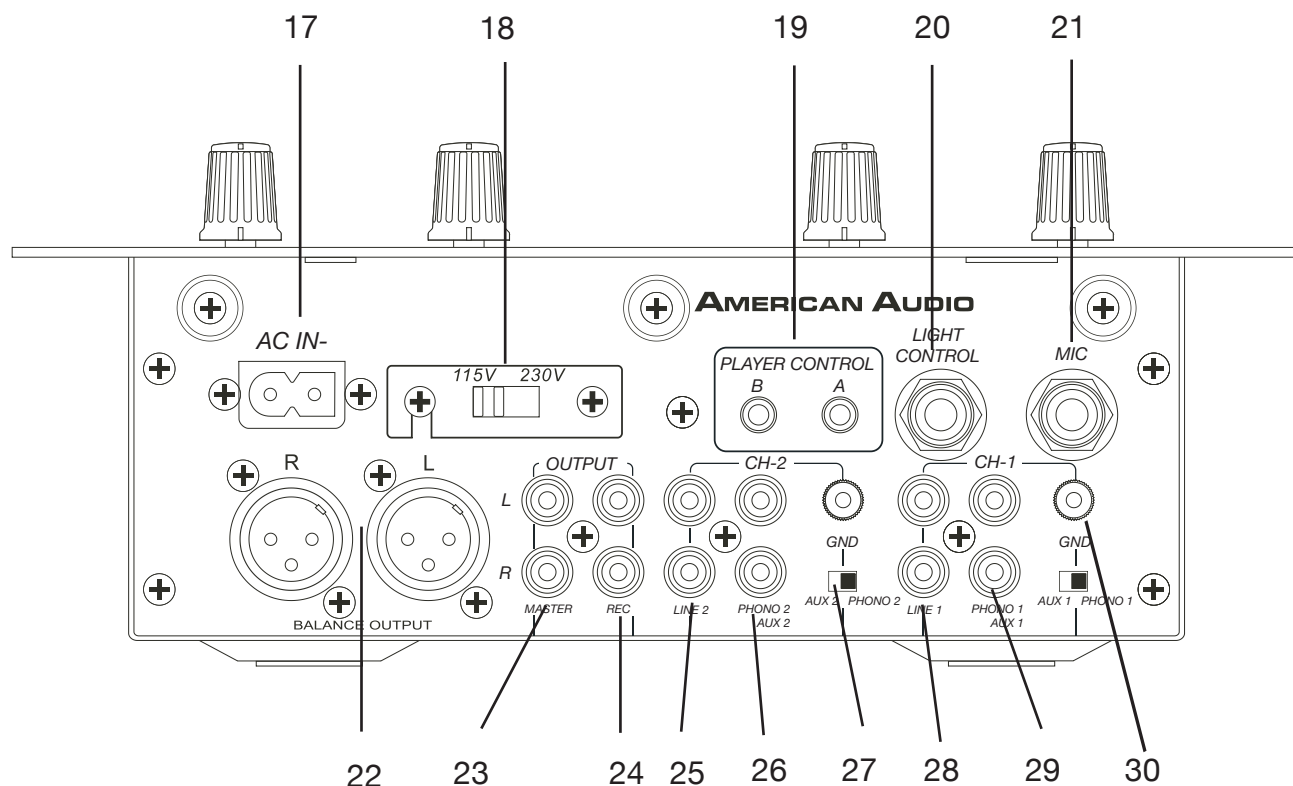 17 18 19 20 21
AMERICAN AUDIO
AC IN-
115V 230V
PLAYER CONTROL
B A
LIGHT
CONTROL
MIC
R L
BALANCE OUTPUT
OUTPUT
L
R
MASTER REC
CH-2
GND
LINE 2
PHONO 2
AUX 2
AUX 2 PHONO 2
CH-1
GND
LINE 1
PHONO 1
AUX 1
AUX 1 PHONO 1
22 23 24 25 26 27 28 29 30